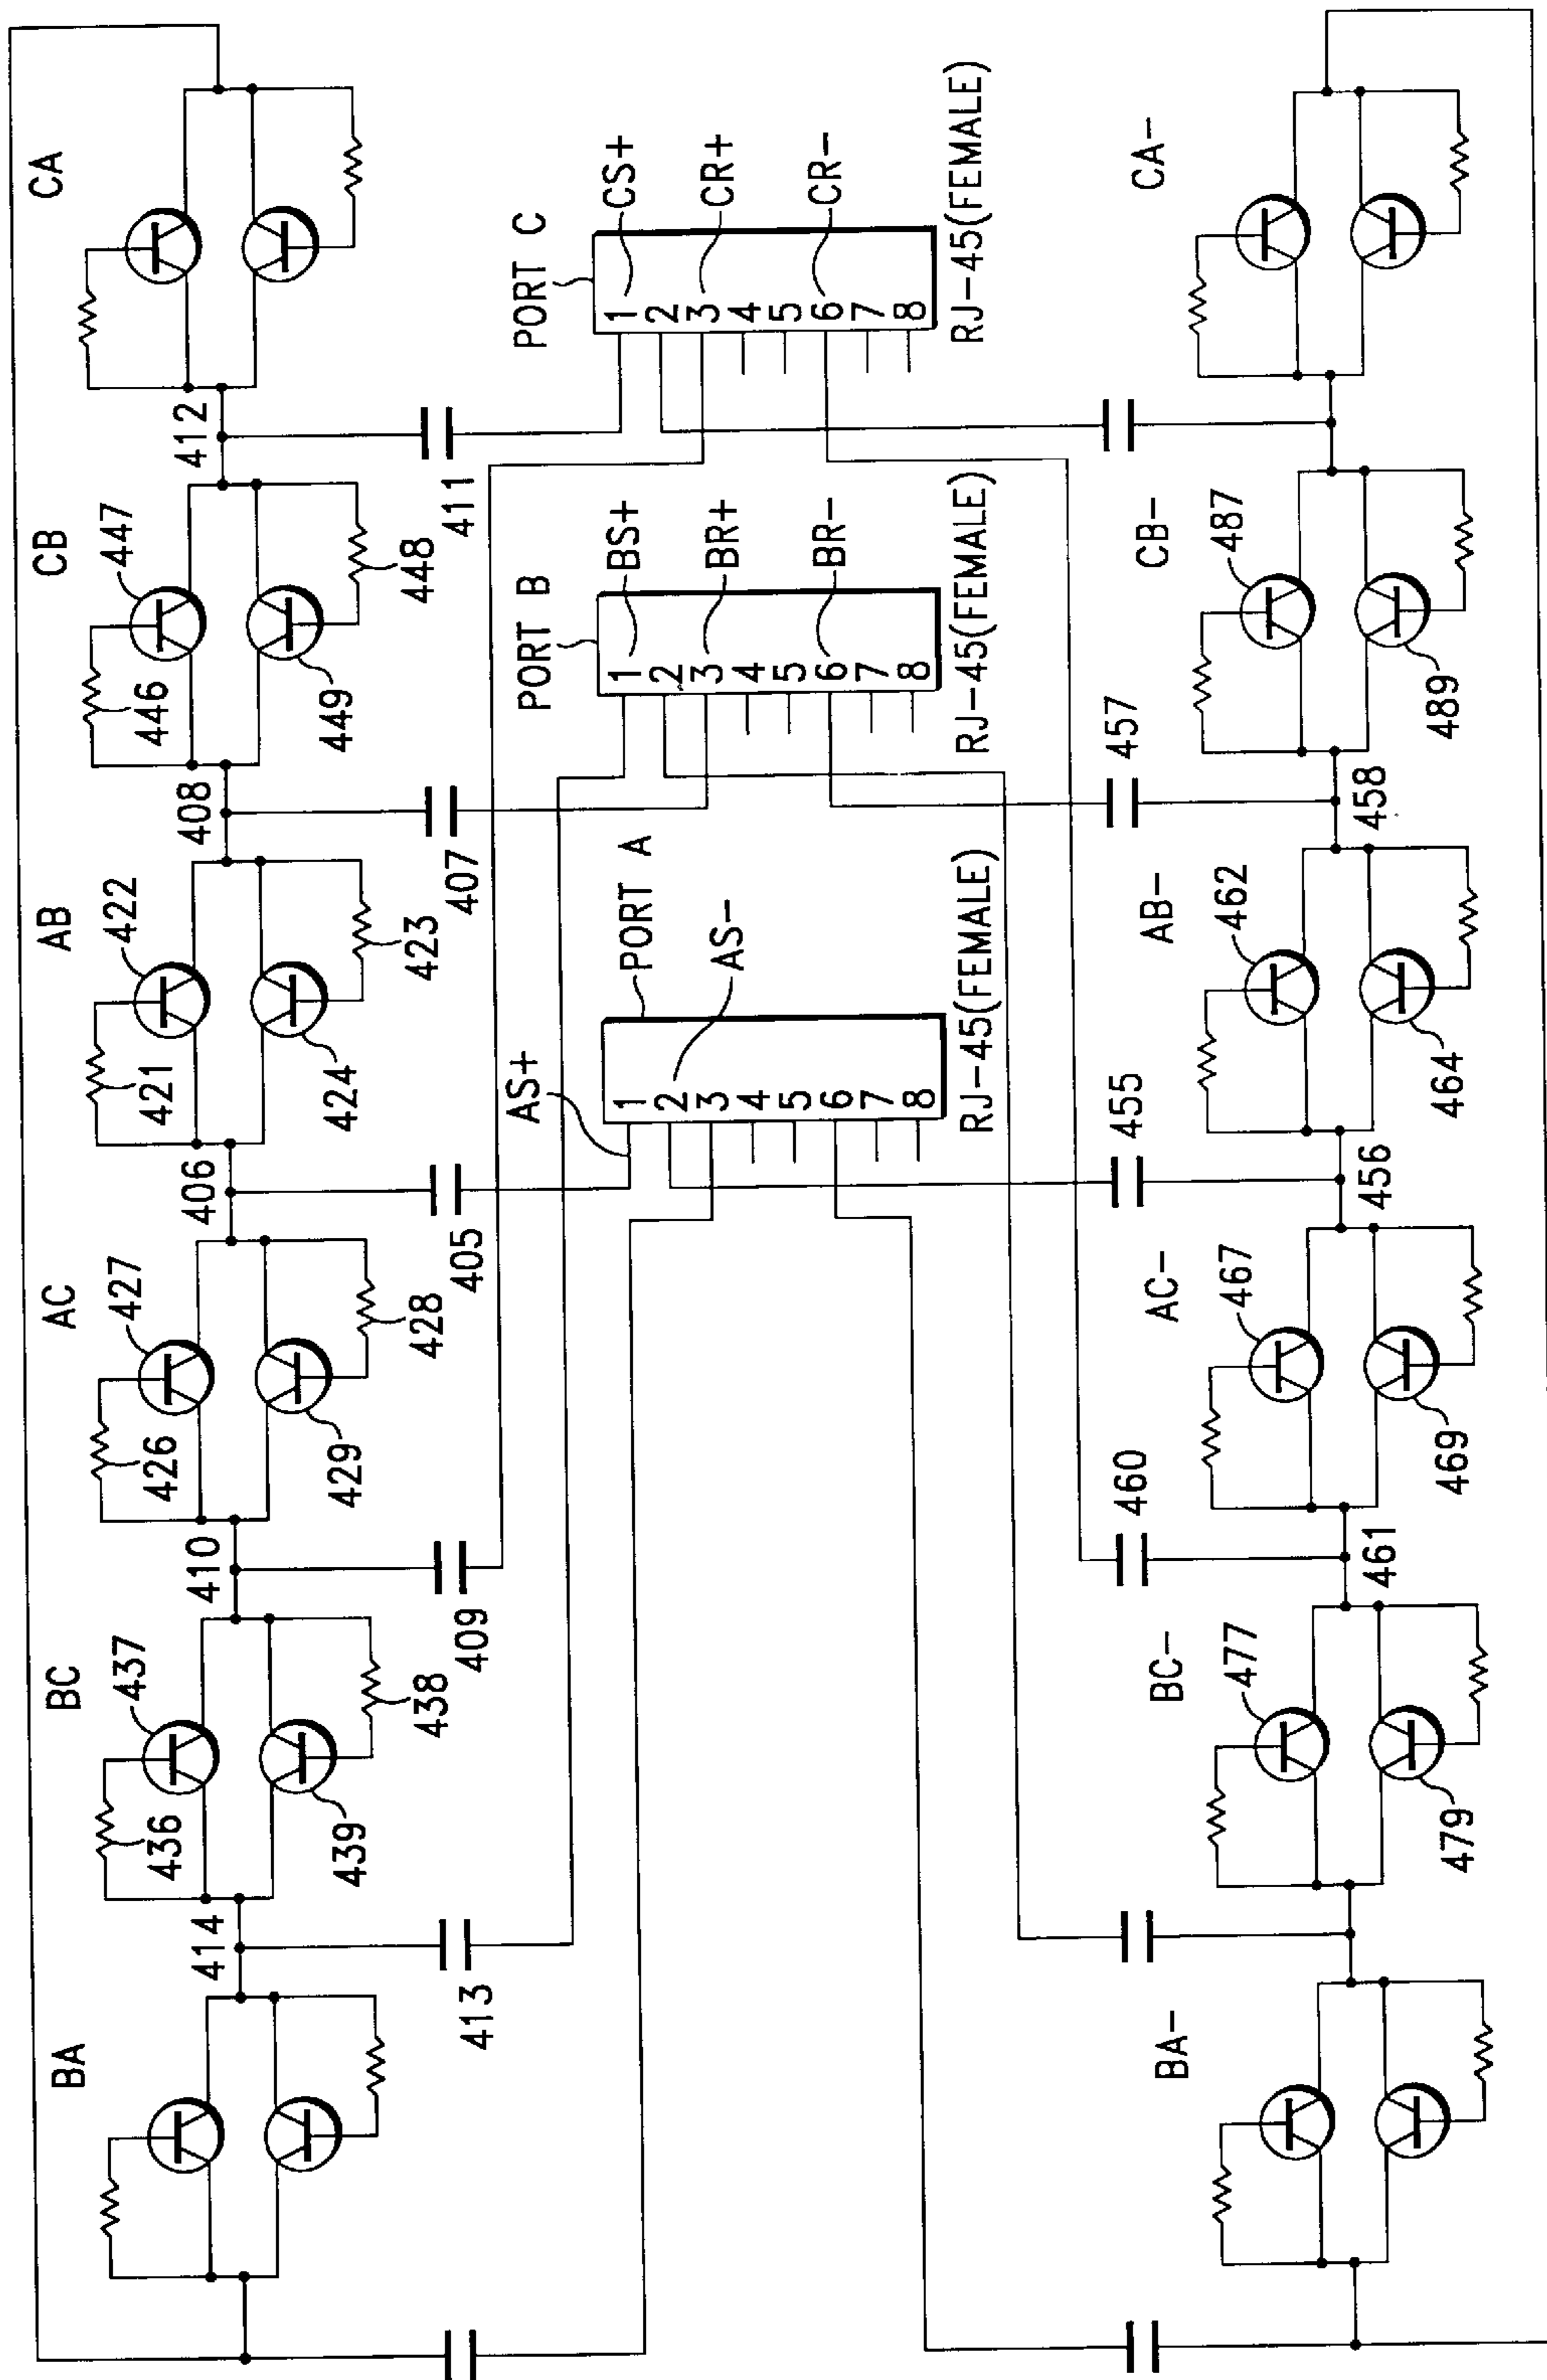 CA
412
CB
447
446
449
448
411
408
AB
422
421
424
423
407
406
AC
427
426
429
428
405
410
BC
437
436
439
438
409
414
BA
413
PORT C
1
2
3
4
5
6
7
8
CS+
CR+
CR-
RJ-45(FEMALE)
PORT B
1
2
3
4
5
6
7
8
BS+
BR+
BR-
RJ-45(FEMALE)
PORT A
AS+
1
2
3
4
5
6
7
8
AS-
RJ-45(FEMALE)
CA-
CB-
487
489
457
458
AB-
462
464
455
456
AC-
467
469
460
461
BC-
477
479
BA-